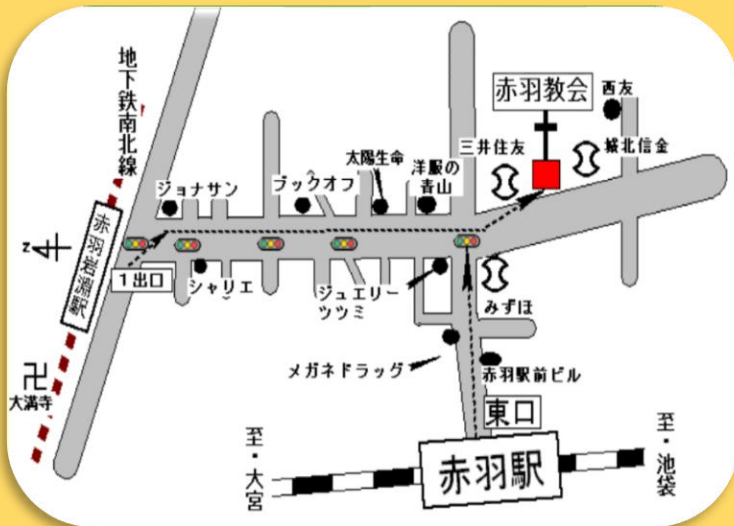 地下鉄南北線
赤羽教会
西友
三井住友
城北信金
太陽生命
洋服の
青山
ブックオフ
ジョナサン
赤羽岩淵駅
N
1出口
シャリエ
ジュエリー
ツツミ
みずほ
メガネドラッグ
赤羽駅前ビル
卍
大満寺
東口
至・大宮
赤羽駅
至・池袋